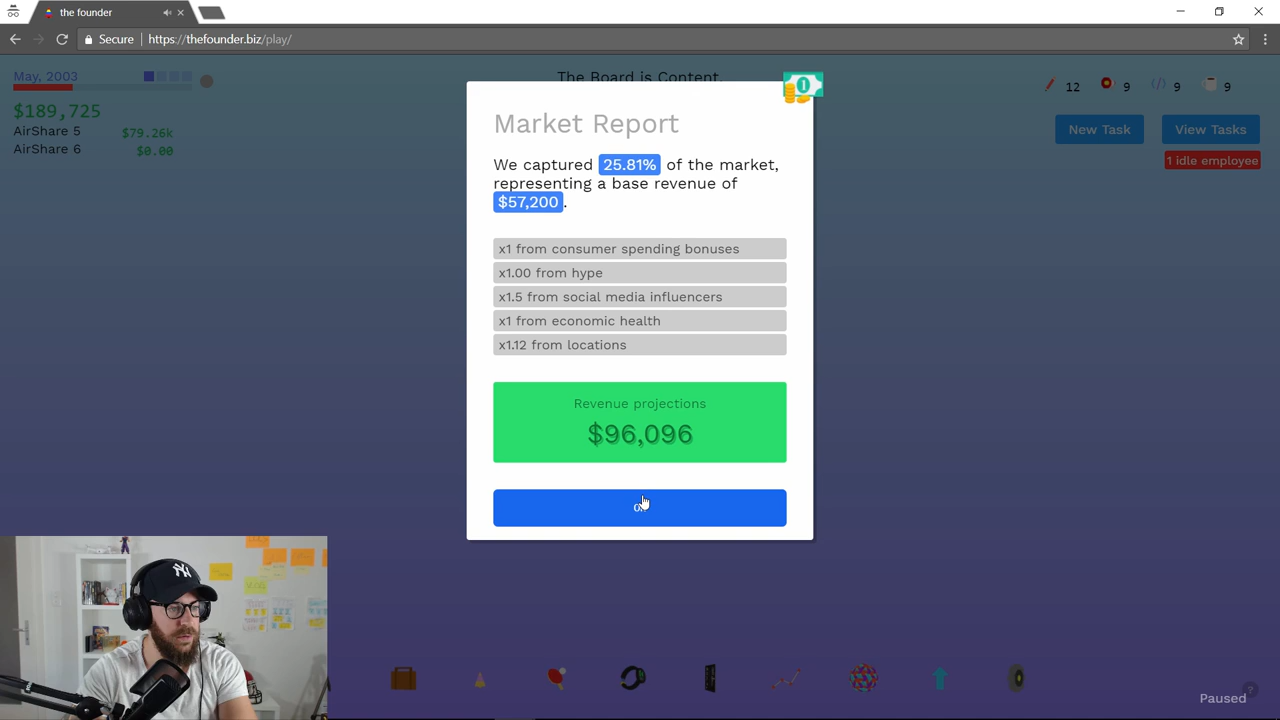 the founder
Secure https://thefounder.biz/play/
May, 2003
$189,725
AirShare 5 $79.26k
AirShare 6 $0.00
The Board is Content.
12 9 9 9
New Task View Tasks
1 idle employee
Market Report
We captured 25.81% of the market,
representing a base revenue of
$57,200.
x1 from consumer spending bonuses
x1.00 from hype
x1.5 from social media influencers
x1 from economic health
x1.12 from locations
Revenue projections
$96,096
Paused
?